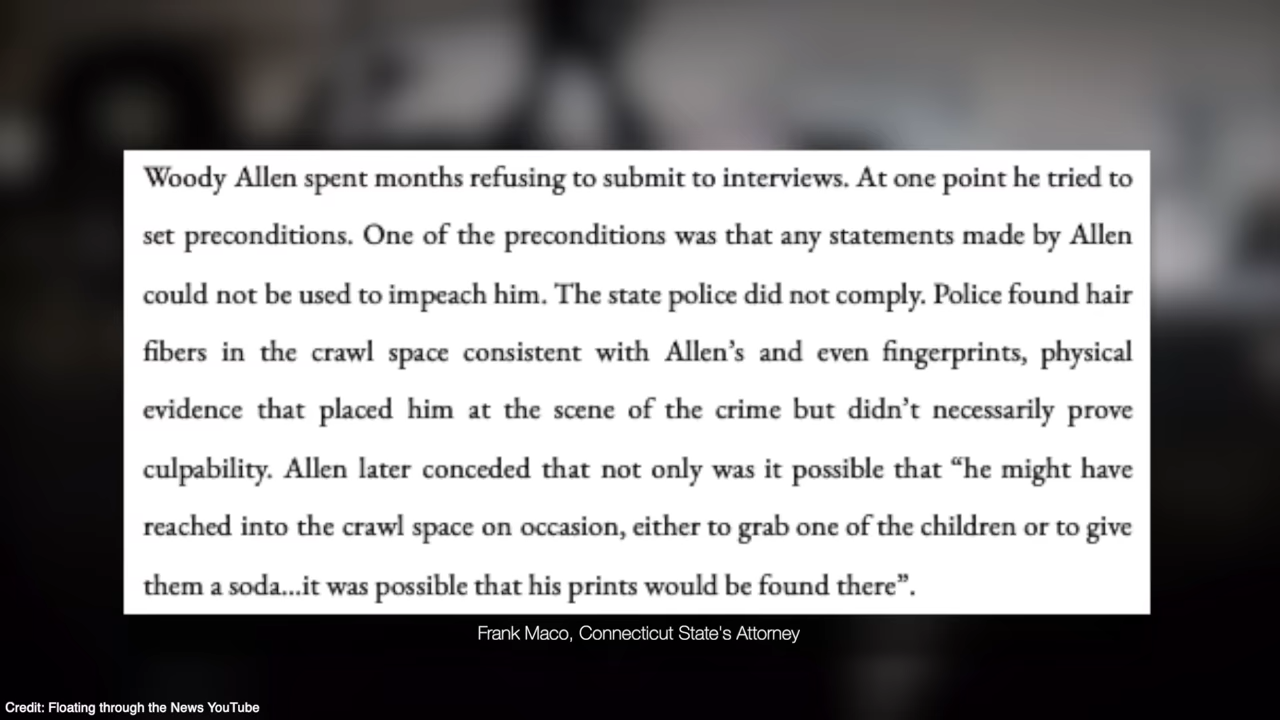 Woody Allen spent months refusing to submit to interviews. At one point he tried to
set preconditions. One of the preconditions was that any statements made by Allen
could not be used to impeach him. The state police did not comply. Police found hair
fibers in the crawl space consistent with Allen’s and even fingerprints, physical
evidence that placed him at the scene of the crime but didn’t necessarily prove
culpability. Allen later conceded that not only was it possible that “he might have
reached into the crawl space on occasion, either to grab one of the children or to give
them a soda...it was possible that his prints would be found there”.
Frank Maco, Connecticut State's Attorney
Credit: Floating through the News YouTube